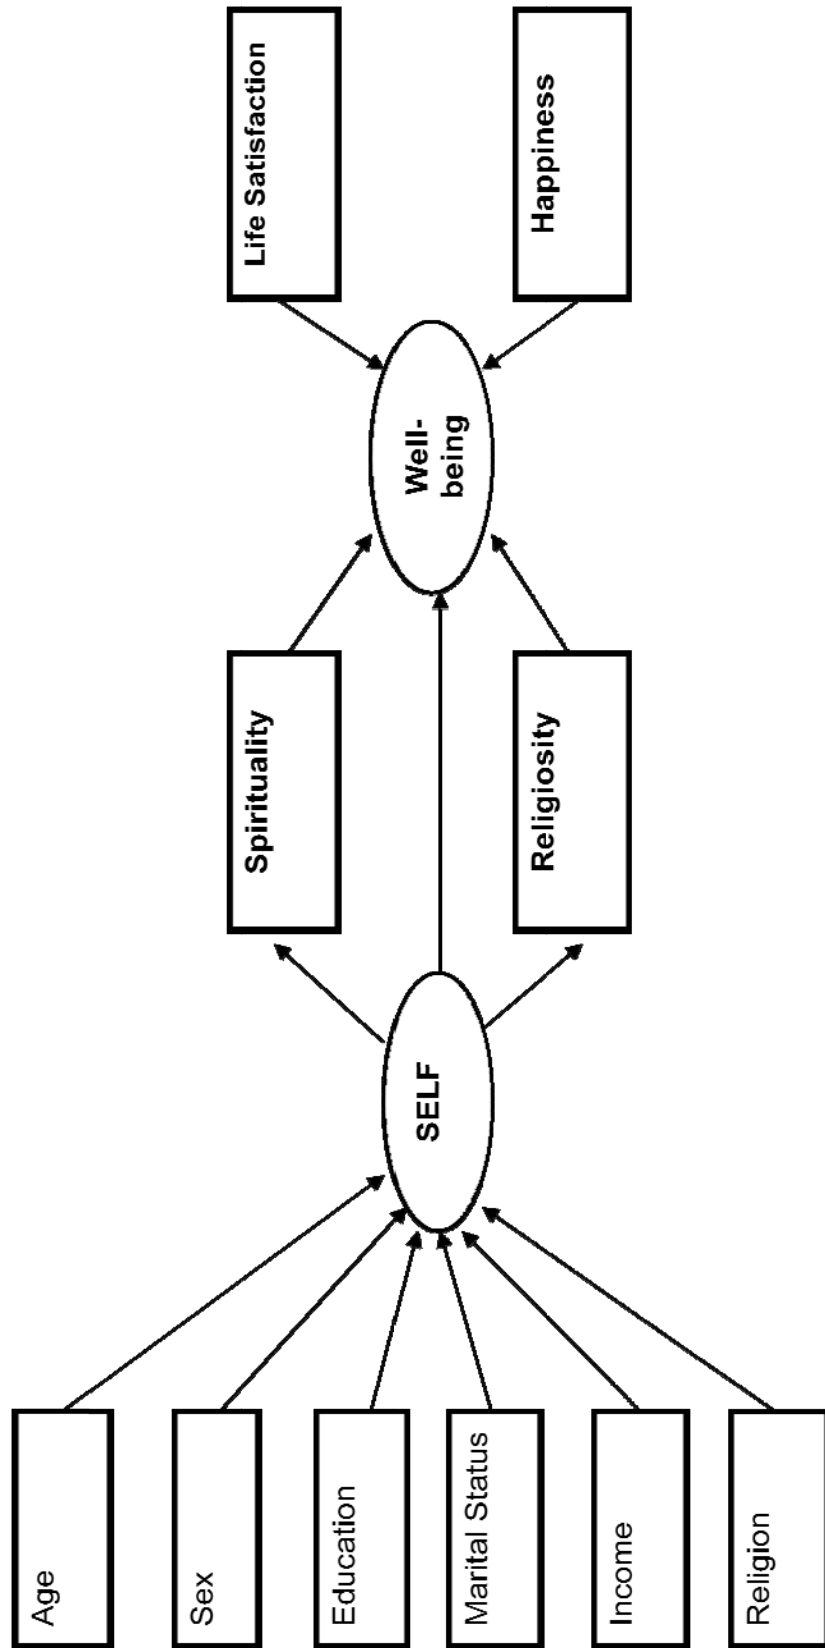 Age
Sex
Education
Marital Status
Income
Religion
SELF
Spirituality
Religiosity
Well-
being
Life Satisfaction
Happiness